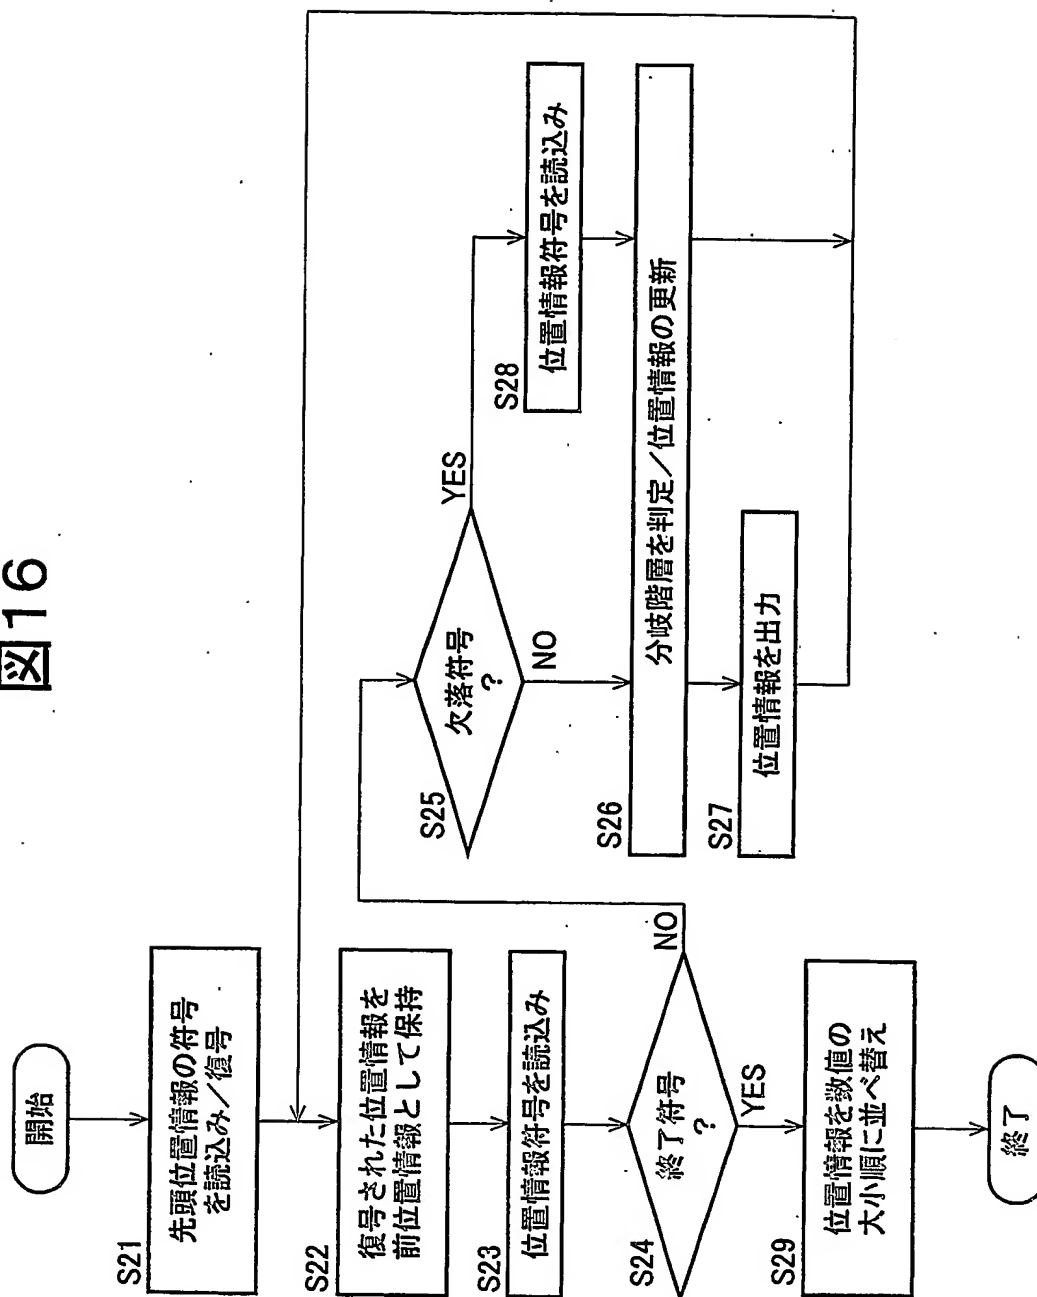 図16
開始
S21
先頭位置情報の符号
を読込み／復号
S22
復号された位置情報を
前位置情報として保持
S23
位置情報符号を読込み
S24
終了符号
?
NO
YES
S25
欠落符号
?
YES
NO
S28
位置情報符号を読込み
S26
分岐階層を判定／位置情報の更新
S27
位置情報を出力
S29
位置情報を数値の
大小順に並べ替え
終了